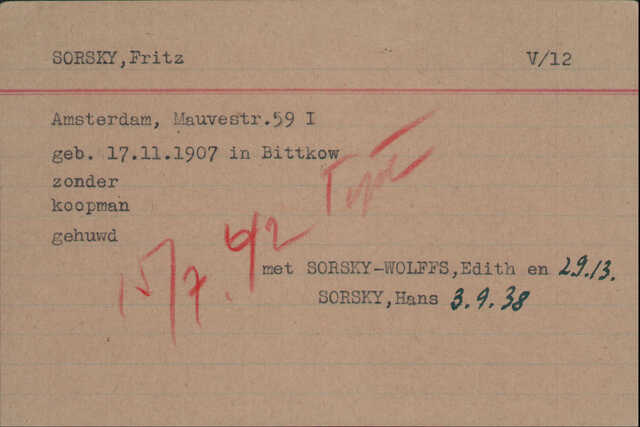 SORSKY,Fritz V/12
Amsterdam, Mauvestr.59 I
geb. 17.11.1907 in Bittkow
zonder
koopman
gehuwd
15/7.42
met SORSKY-WOLFFS,Edith en 2.9.13.
SORSKY,Hans 3.9.38